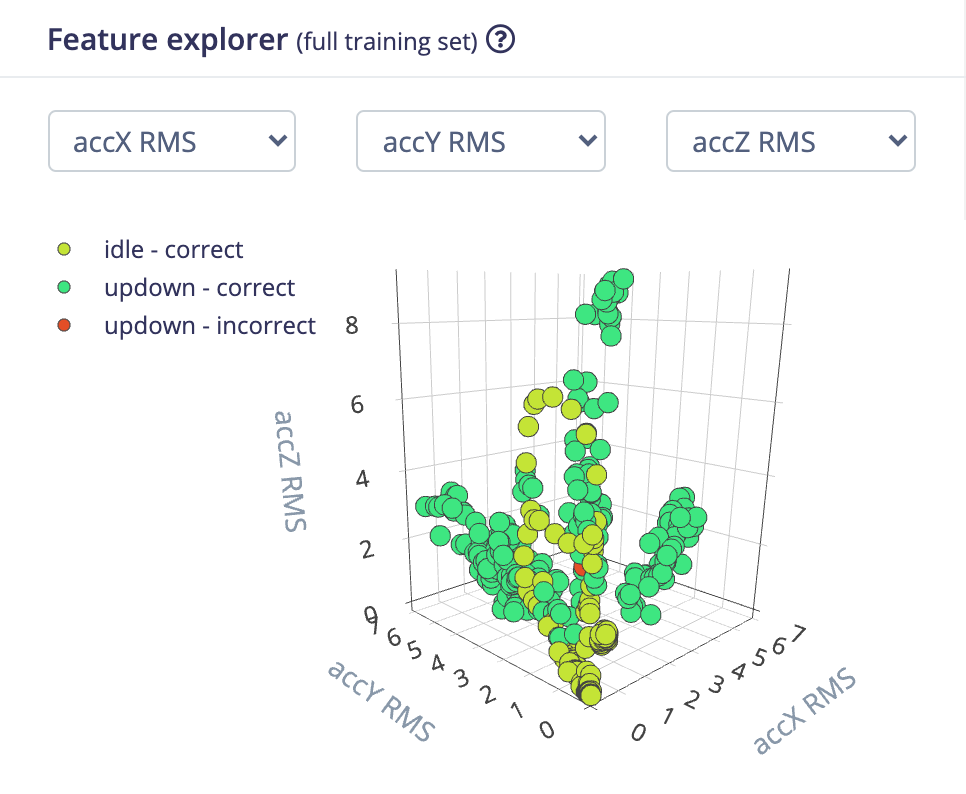 Feature explorer (full training set) ?
accX RMS
accY RMS
accZ RMS
idle - correct
updown - correct
updown - incorrect
8
6
4
2
0
accZ RMS
7
6
5
4
3
2
1
0
accY RMS
0
1
2
3
4
5
6
7
accX RMS